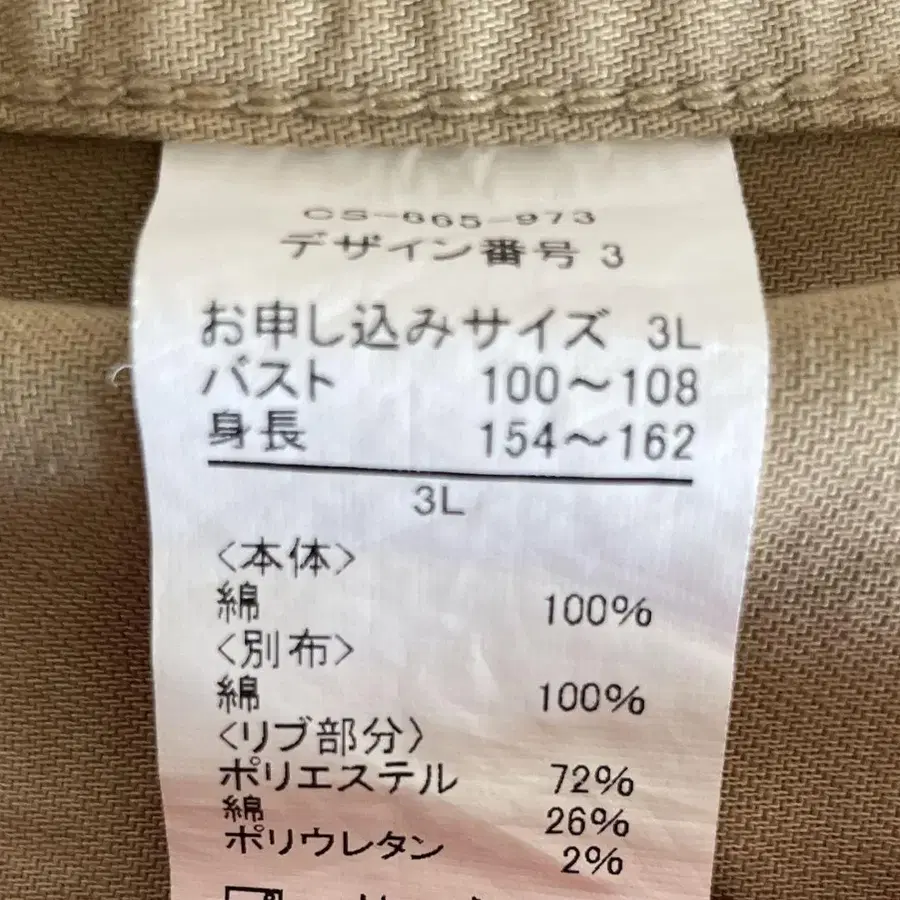 CS-665-973
デザイン番号 3
お申し込みサイズ 3L
バスト 100〜108
身長 154〜162
3L
〈本体〉
綿 100%
〈別布〉
綿 100%
〈リブ部分〉
ポリエステル 72%
綿 26%
ポリウレタン 2%